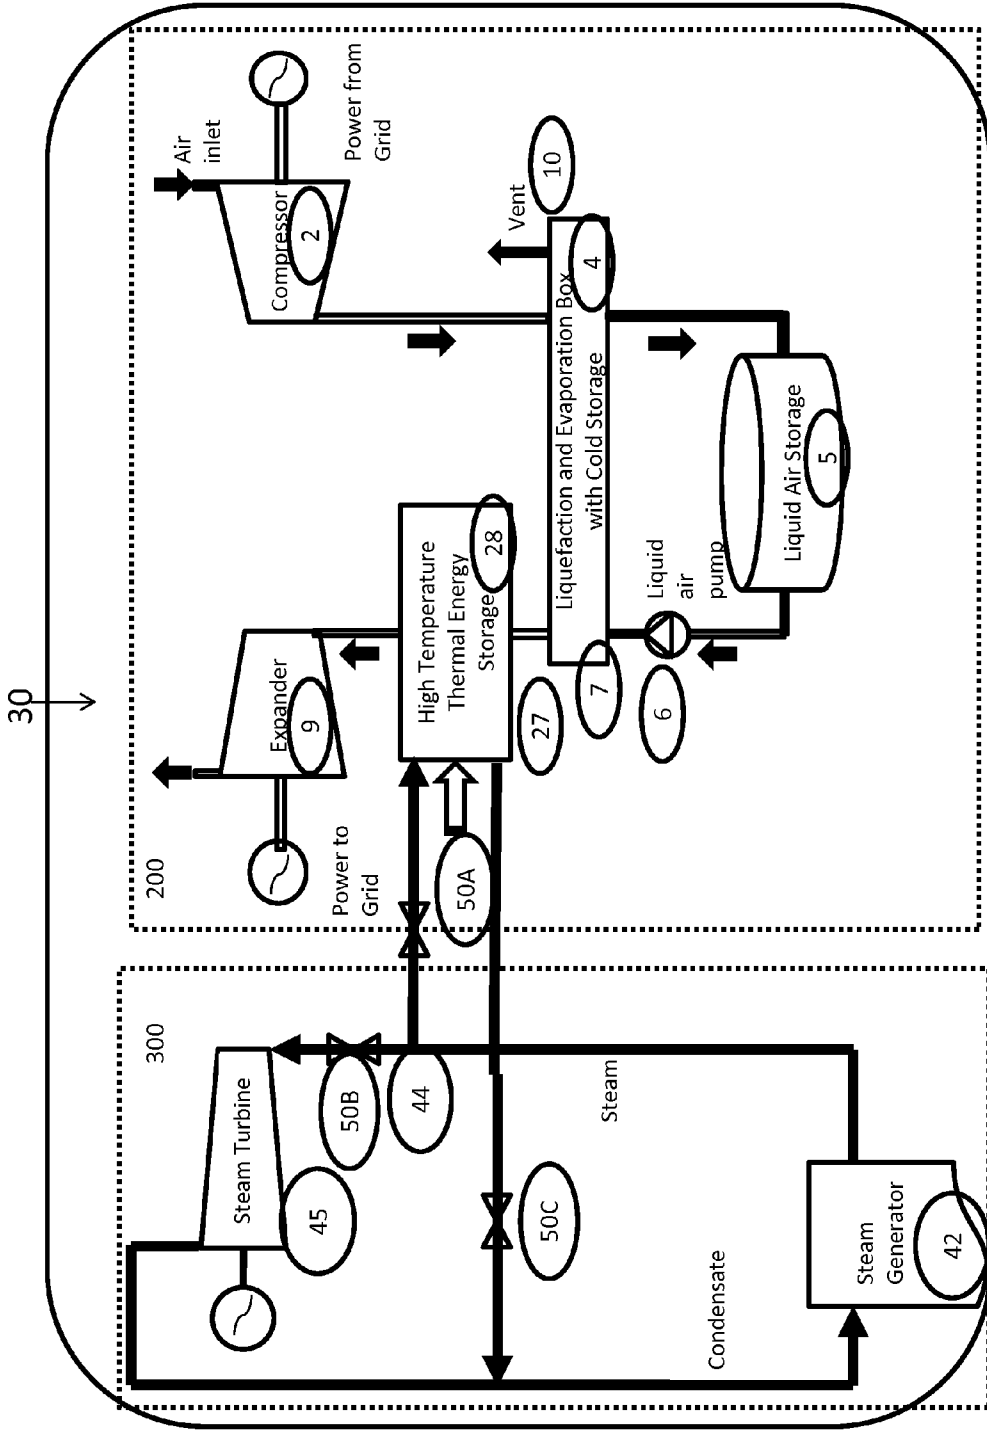 30
300
Steam Turbine
45
50B
44
Steam
50C
Condensate
Steam
Generator
42
200
Expander
9
Power to
Grid
50A
High Temperature
Thermal Energy
Storage
28
27
7
6
Liquid
air
pump
Air
inlet
Compressor
2
Power from
Grid
Vent
10
Liquefaction and Evaporation Box
with Cold Storage
4
Liquid Air Storage
5